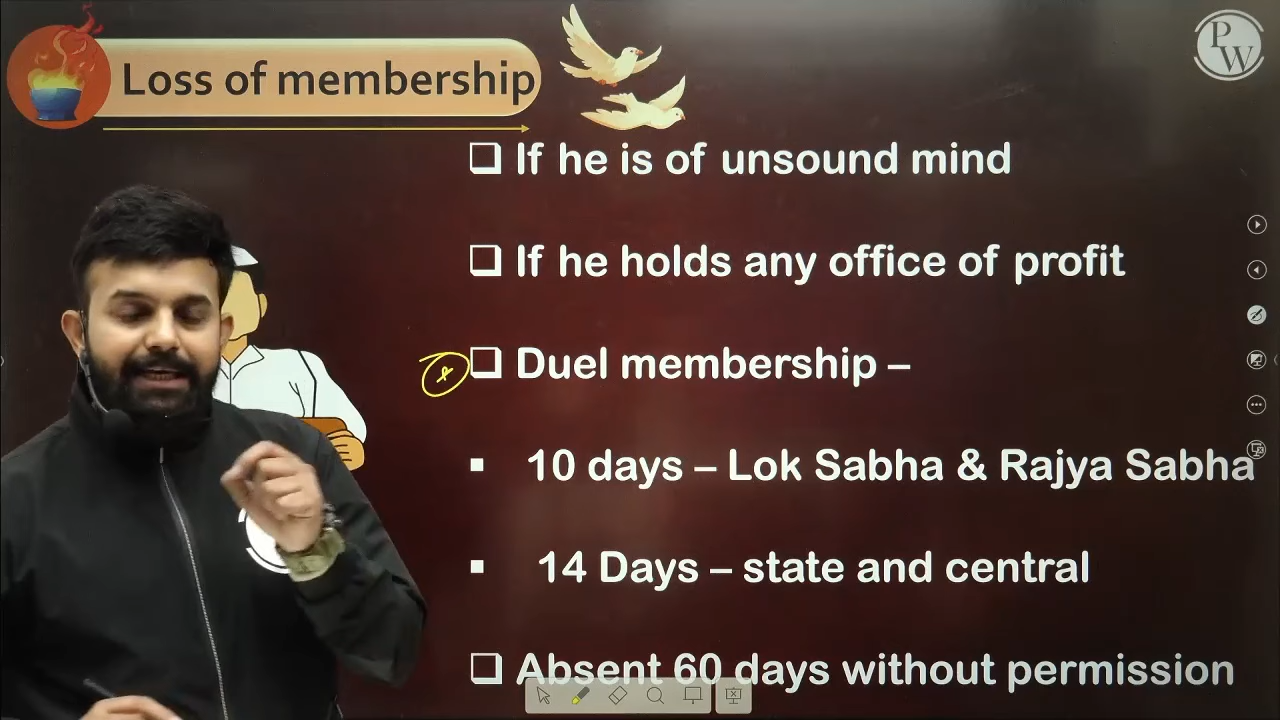 Loss of membership
PW
❑ If he is of unsound mind
❑ If he holds any office of profit
❑ Duel membership –
▪ 10 days – Lok Sabha & Rajya Sabha
▪ 14 Days – state and central
❑ Absent 60 days without permission